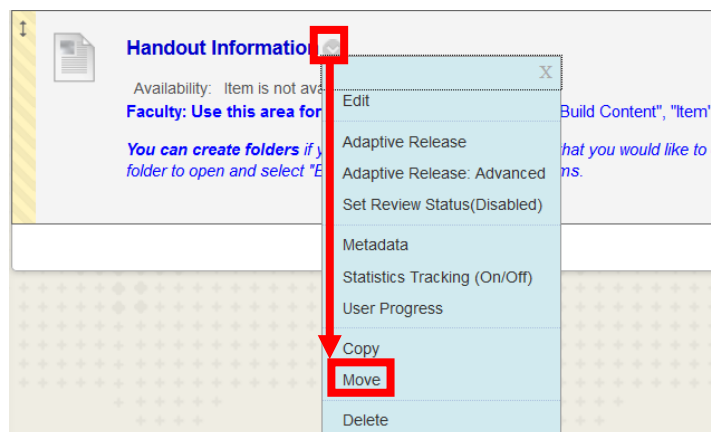 Handout Information
X
Availability: Item is not ava
Edit
Faculty: Use this area for
Build Content", "Item"
You can create folders if y
Adaptive Release
hat you would like to
folder to open and select "E
Adaptive Release: Advanced
ms.
Set Review Status(Disabled)
Metadata
Statistics Tracking (On/Off)
User Progress
Copy
Move
Delete